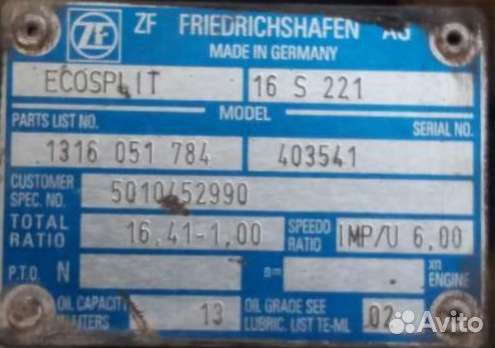 ZF FRIEDRICHSHAFEN AG
MADE IN GERMANY
ECOSPLIT 16 S 221
MODEL
PARTS LIST NO. SERIAL NO.
1316 051 784 403541
CUSTOMER
SPEC. NO. 5010452990
TOTAL
RATIO 16.41-1,00 SPEEDO
RATIO IMP/U 6,00
P.T.O. N n= xn
ENGINE
OIL CAPACITY
IN LITERS 13 OIL GRADE SEE
LUBRIC. LIST TE-ML 02
Avito